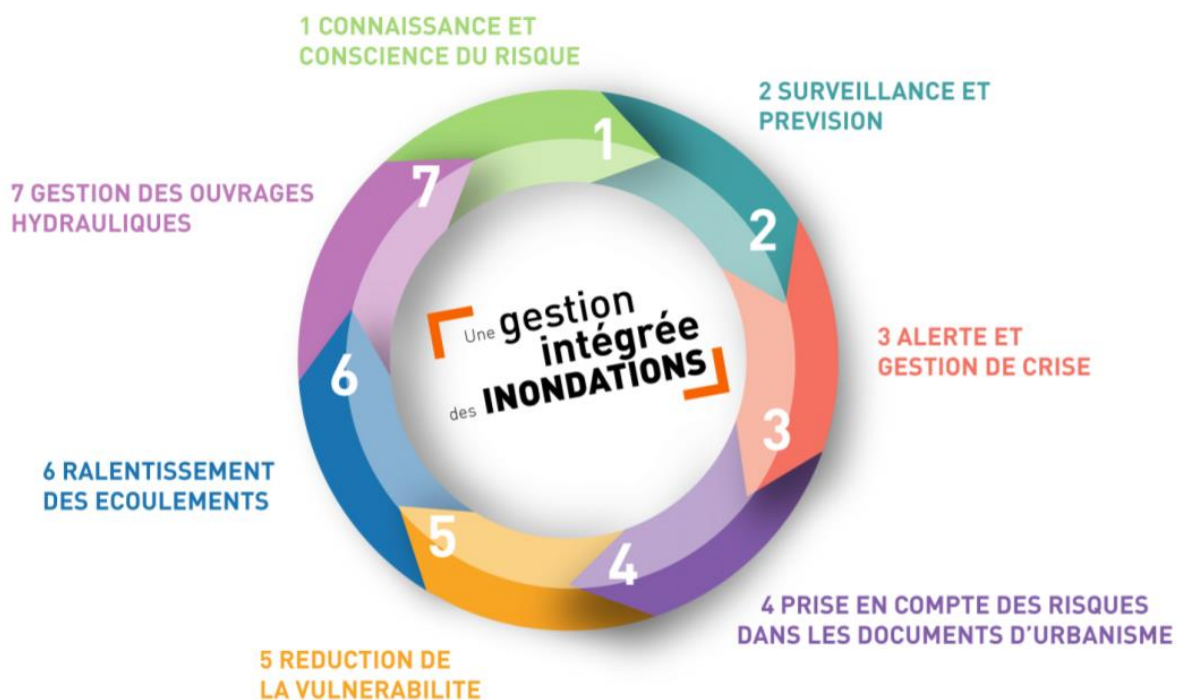 1 CONNAISSANCE ET
CONSCIENCE DU RISQUE
2 SURVEILLANCE ET
PREVISION
3 ALERTE ET
GESTION DE CRISE
4 PRISE EN COMPTE DES RISQUES
DANS LES DOCUMENTS D'URBANISME
5 REDUCTION DE
LA VULNERABILITE
6 RALENTISSEMENT
DES ECOULEMENTS
7 GESTION DES OUVRAGES
HYDRAULIQUES
1
2
3
4
5
6
7
Une gestion
intégrée
des INONDATIONS